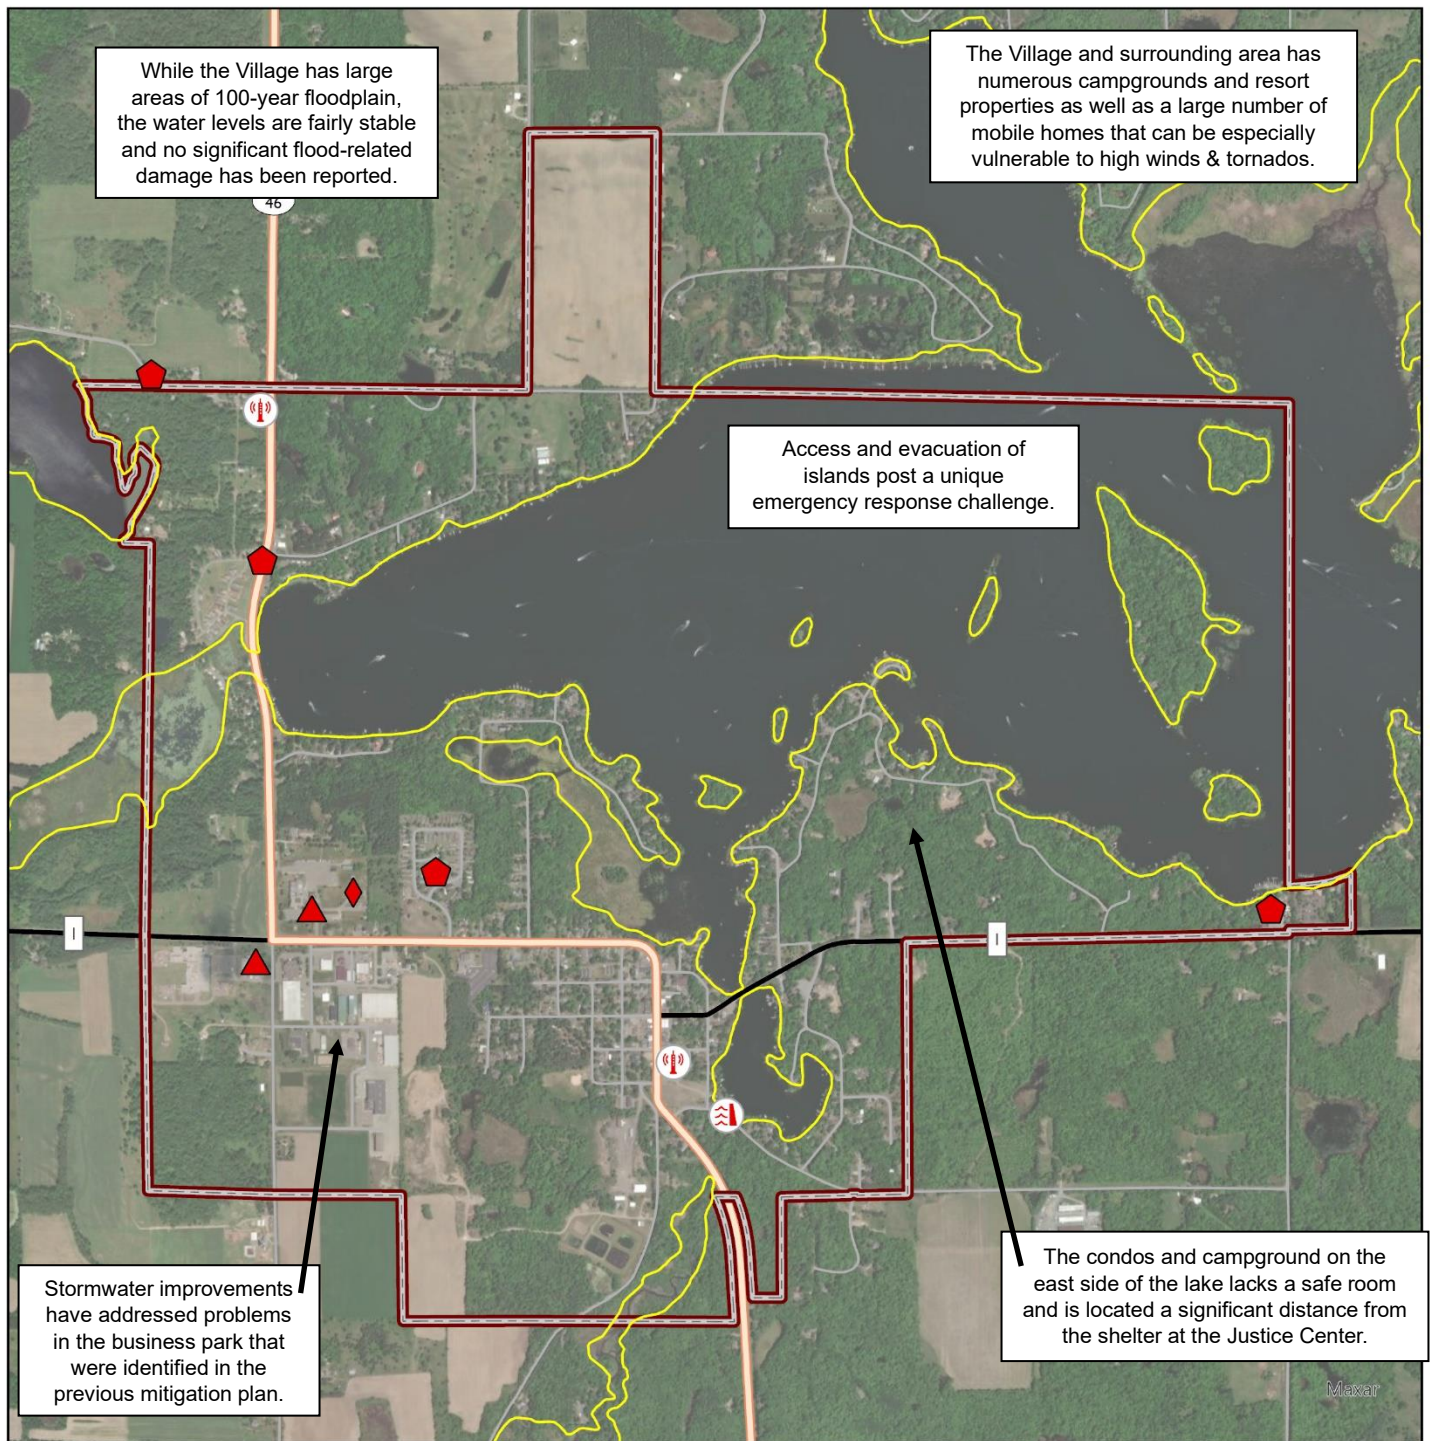 While the Village has large
areas of 100-year floodplain,
the water levels are fairly stable
and no significant flood-related
damage has been reported.
The Village and surrounding area has
numerous campgrounds and resort
properties as well as a large number of
mobile homes that can be especially
vulnerable to high winds & tornados.
46
Access and evacuation of
islands post a unique
emergency response challenge.
I
I
Stormwater improvements
have addressed problems
in the business park that
were identified in the
previous mitigation plan.
The condos and campground on the
east side of the lake lacks a safe room
and is located a significant distance from
the shelter at the Justice Center.
Maxar